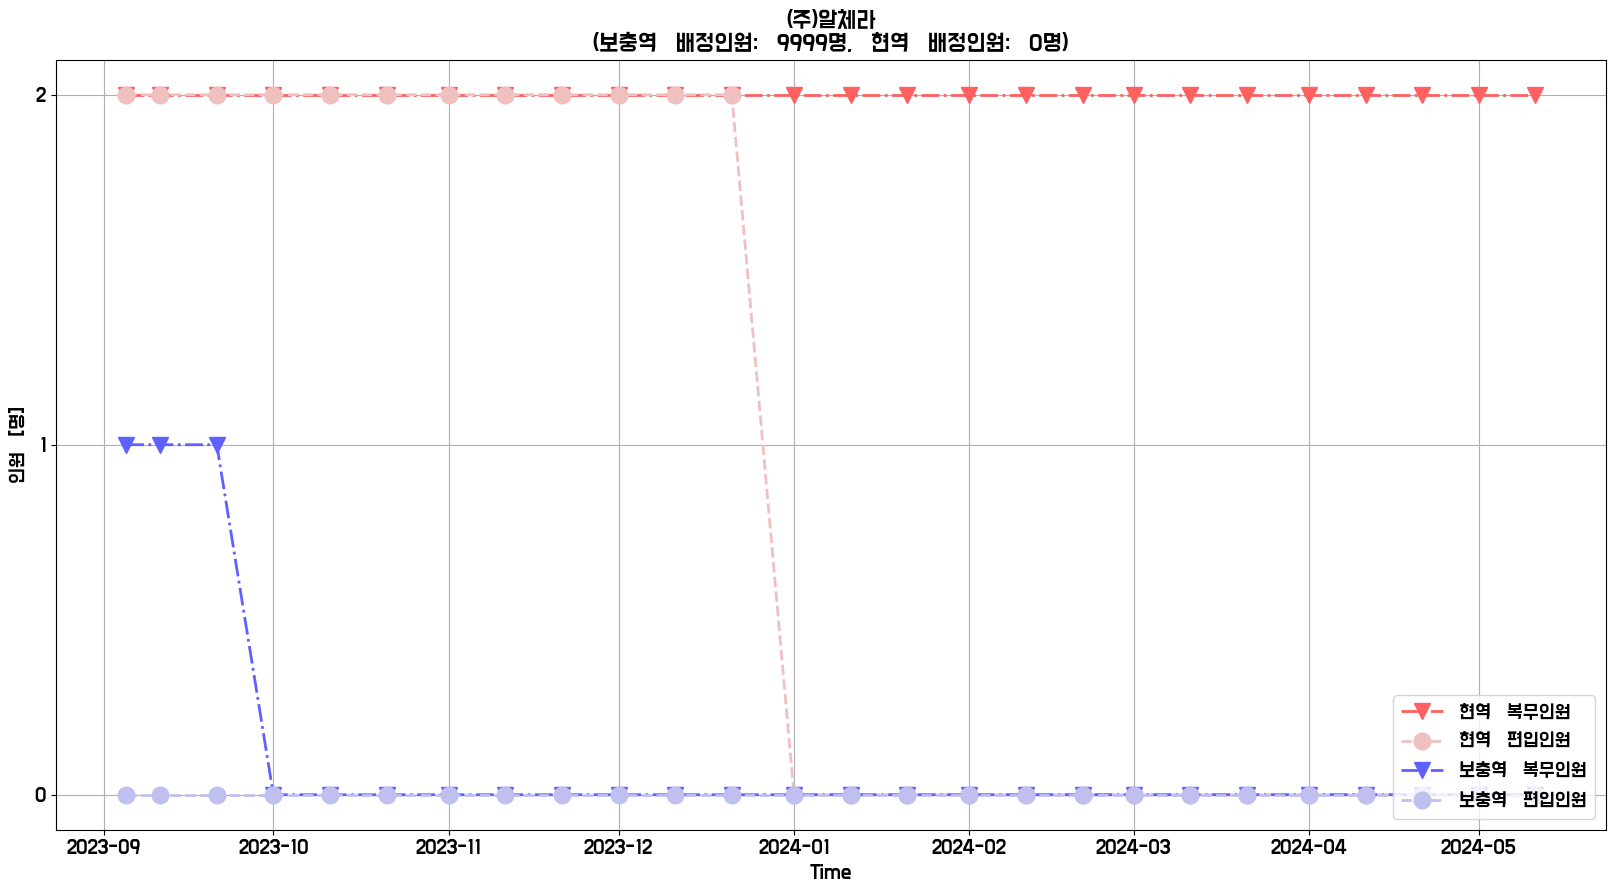 (주)알체라
(보충역 배정인원: 9999명, 현역 배정인원: 0명)
2
1
0
인원 [명]
2023-09 2023-10 2023-11 2023-12 2024-01 2024-02 2024-03 2024-04 2024-05
Time
현역 복무인원
현역 편입인원
보충역 복무인원
보충역 편입인원